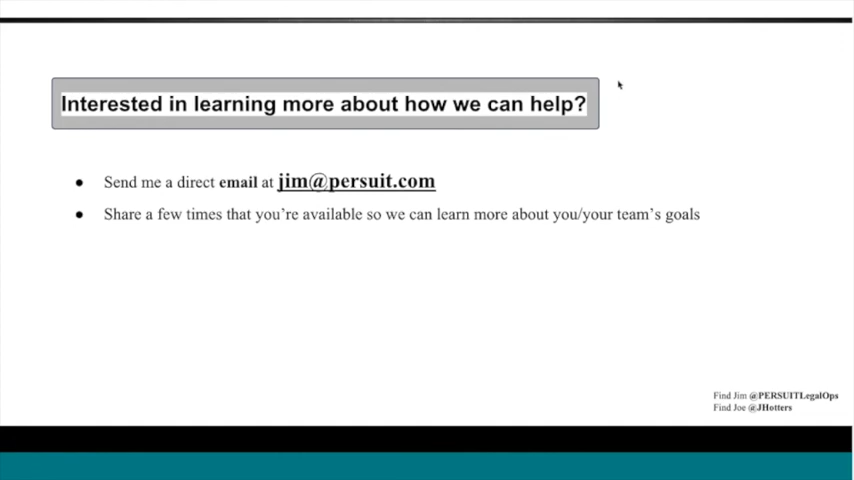 Interested in learning more about how we can help?
● Send me a direct email at jim@persuit.com
● Share a few times that you're available so we can learn more about you/your team's goals
Find Jim @PERSUITLegalOps
Find Joe @JHotters